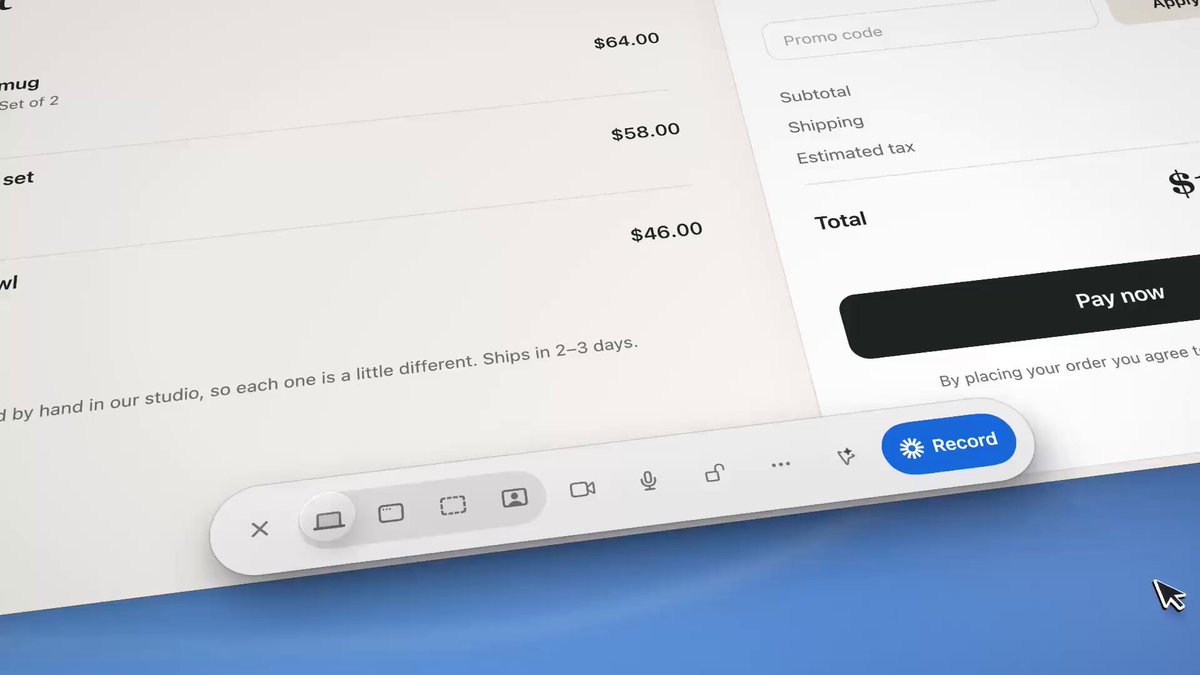 $64.00
mug
Set of 2
$58.00
set
$46.00
by hand in our studio, so each one is a little different. Ships in 2–3 days.
Promo code
Apply
Subtotal
Shipping
Estimated tax
Total
$
Pay now
By placing your order you agree
Record